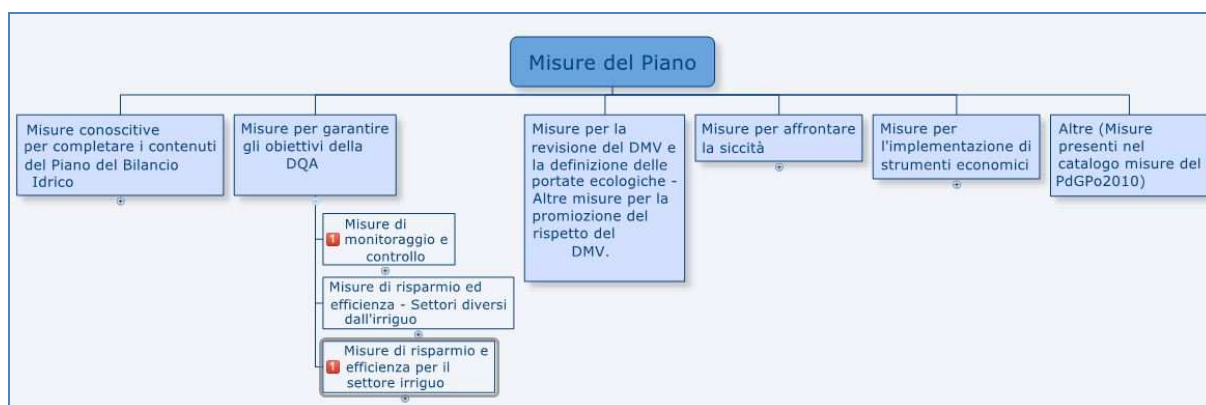 Misure del Piano
Misure conoscitive
per completare i contenuti
del Piano del Bilancio
Idrico
Misure per garantire
gli obiettivi della
DQA
Misure di
monitoraggio e
controllo
1
Misure di risparmio ed
efficienza - Settori diversi
dall'irriguo
Misure di risparmio e
efficienza per il
settore irriguo
1
Misure per la
revisione del DMV e
la definizione delle
portate ecologiche -
Altre misure per la
promiozione del
rispetto del
DMV.
Misure per affrontare
la siccità
Misure per
l'implementazione di
strumenti economici
Altre (Misure
presenti nel
catalogo misure del
PdGPo2010)